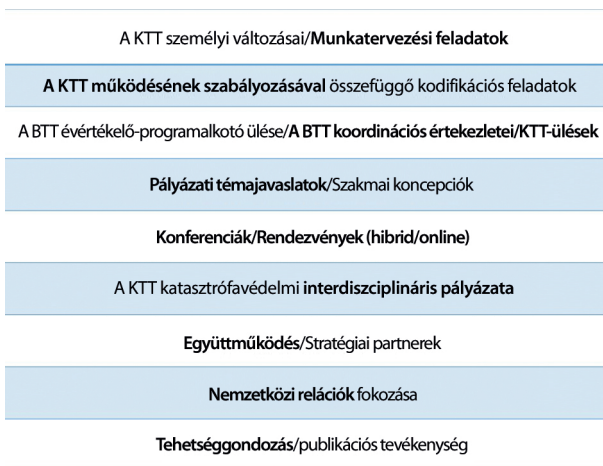 A KTT személyi változásai/Munkatervezési feladatok
A KTT működésének szabályozásával összefüggő kodifikációs feladatok
A BTT évértékelő-programalkotó ülése/A BTT koordinációs értekezletei/KTT-ülések
Pályázati témajavaslatok/Szakmai koncepciók
Konferenciák/Rendezvények (hibrid/online)
A KTT katasztrófavédelmi interdiszciplináris pályázata
Együttműködés/Stratégiai partnerek
Nemzetközi relációk fokozása
Tehetséggondozás/publikációs tevékenység